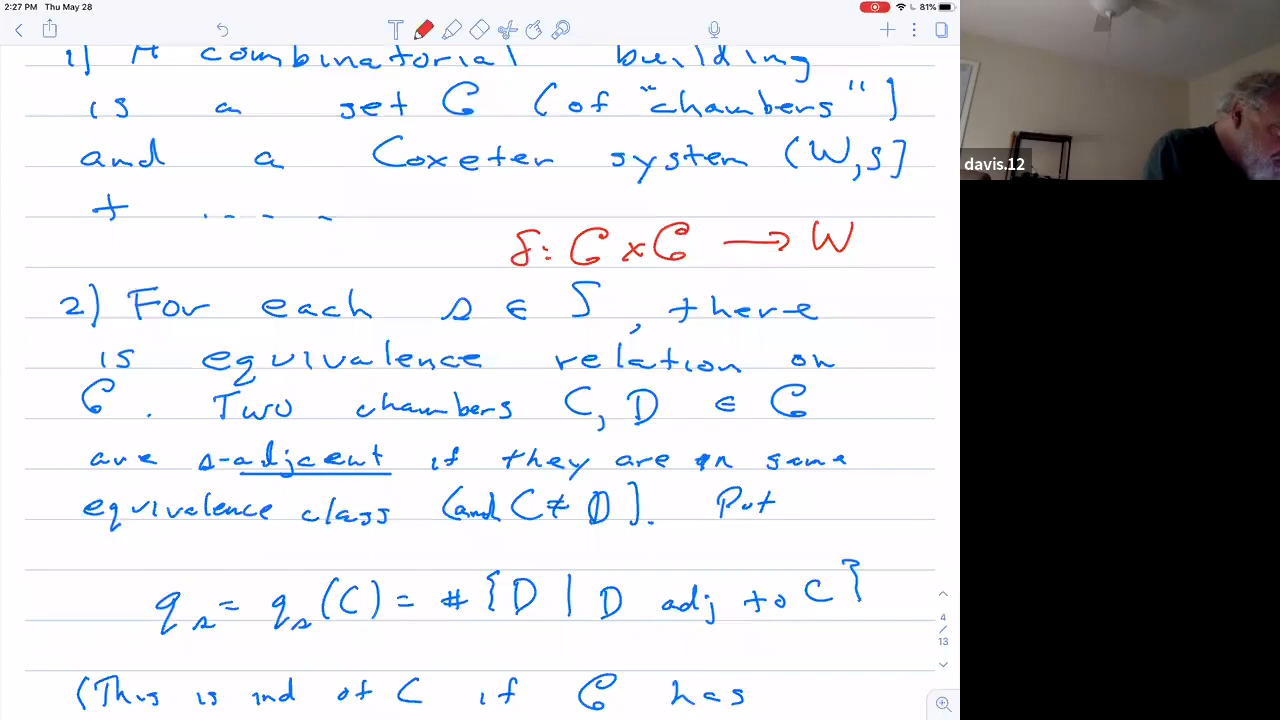 2:27 PM Thu May 28
81%
1) A combinatorial building
is a set C (of "chambers")
and a Coxeter system (W,S)
+ .....
δ: C × C → W
2) For each s ∈ S, there
is equivalence relation on
C. Two chambers C, D ∈ C
are s-adjcent if they are in same
equivalence class (and C ≠ D). Put
q_s = q_s(C) = # {D | D adj to C}
(Thus is ind of C if C has
davis.12
4
/
13